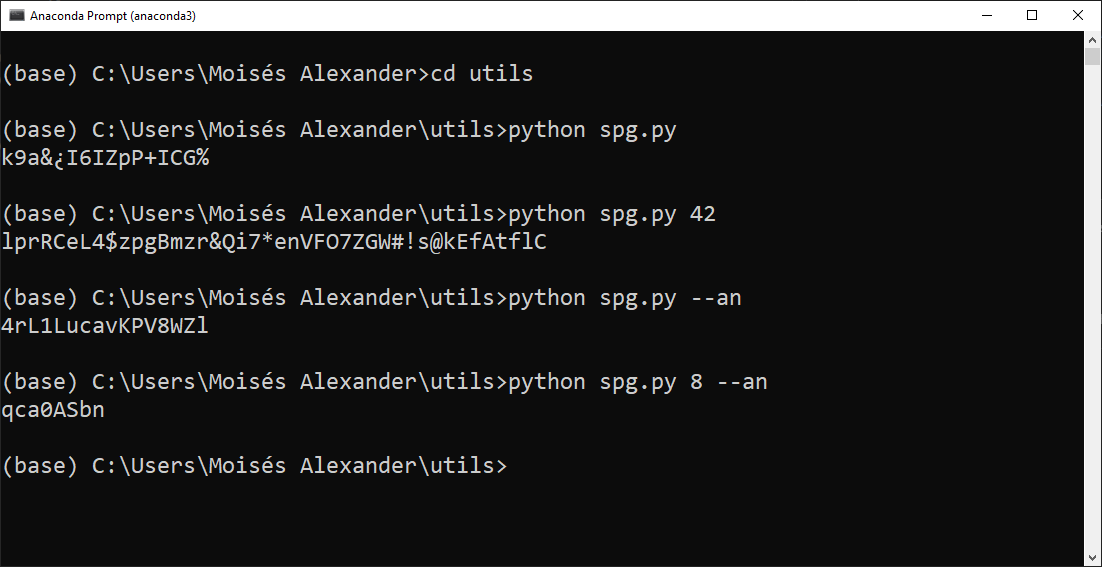 Anaconda Prompt (anaconda3)
(base) C:\Users\Moisés Alexander>cd utils
(base) C:\Users\Moisés Alexander\utils>python spg.py
k9a&¿I6IZpP+ICG%
(base) C:\Users\Moisés Alexander\utils>python spg.py 42
lprRCeL4$zpgBmzr&Qi7*enVFO7ZGW#!s@kEfAtflC
(base) C:\Users\Moisés Alexander\utils>python spg.py --an
4rL1LucavKPV8WZl
(base) C:\Users\Moisés Alexander\utils>python spg.py 8 --an
qca0ASbn
(base) C:\Users\Moisés Alexander\utils>